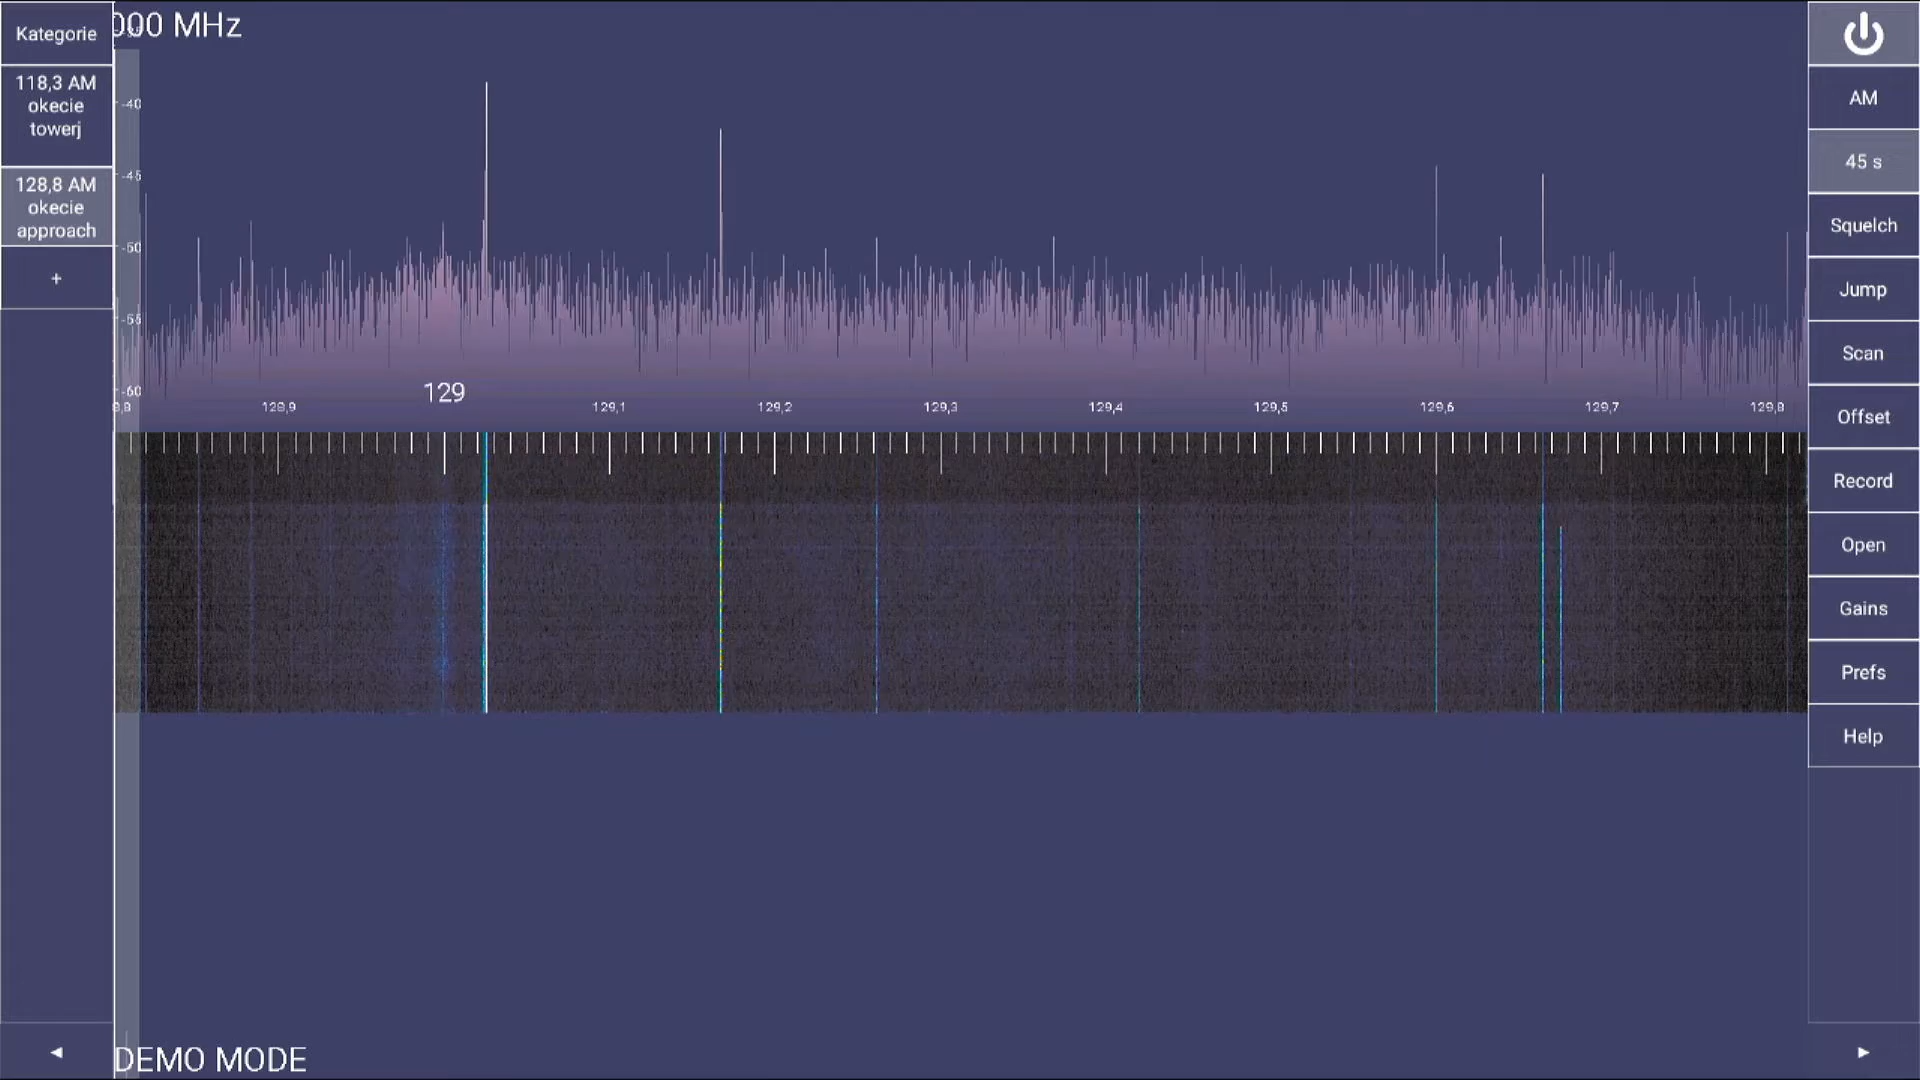 Kategorie
118,3 AM
okecie
towerj
128,8 AM
okecie
approach
+
000 MHz
-40
-45
-50
-55
-60
129
8,8
128,9
129,1
129,2
129,3
129,4
129,5
129,6
129,7
129,8
AM
45 s
Squelch
Jump
Scan
Offset
Record
Open
Gains
Prefs
Help
DEMO MODE